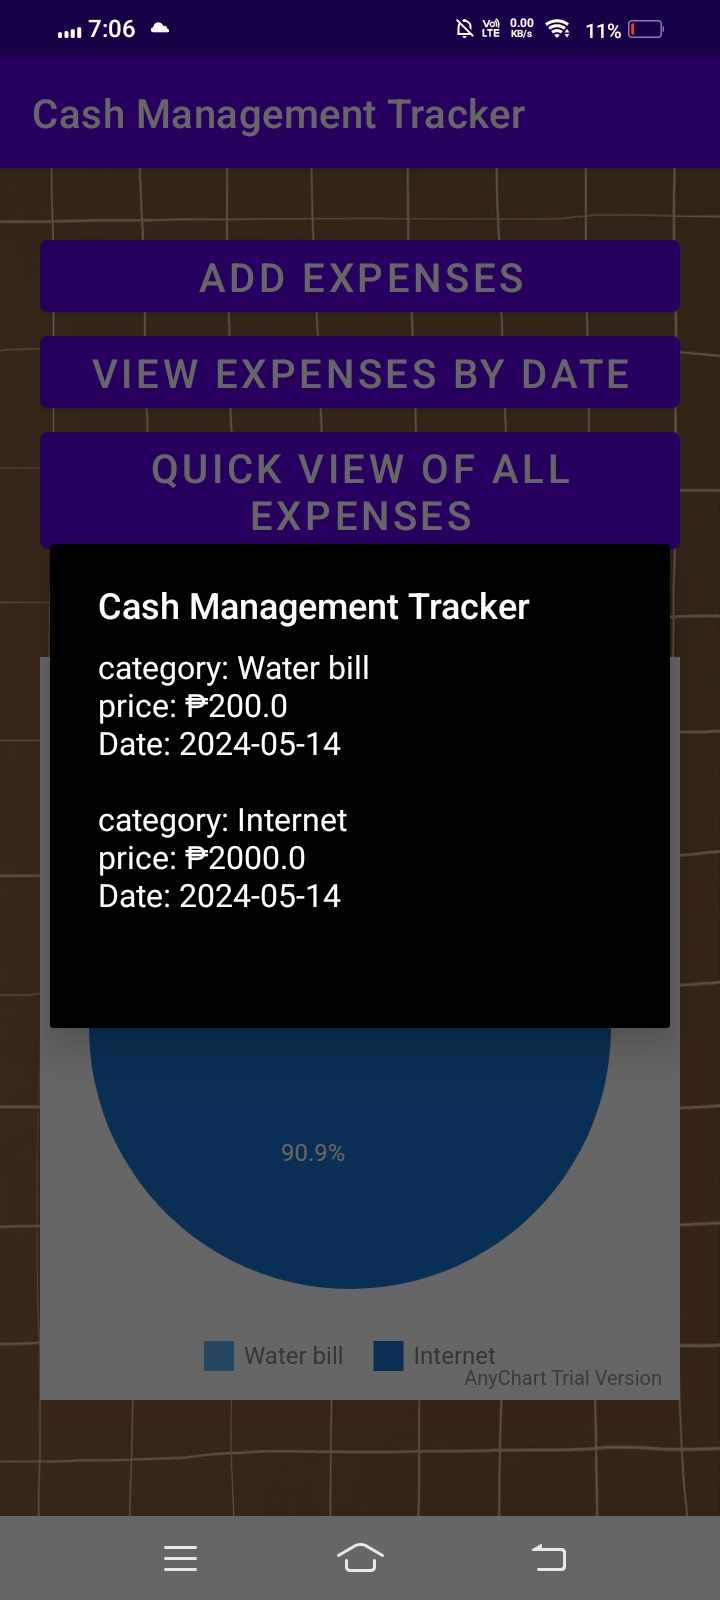 7:06
Vo)) LTE
0.00 KB/s
11%
Cash Management Tracker
ADD EXPENSES
VIEW EXPENSES BY DATE
QUICK VIEW OF ALL
EXPENSES
Cash Management Tracker
category: Water bill
price: ₱200.0
Date: 2024-05-14
category: Internet
price: ₱2000.0
Date: 2024-05-14
90.9%
Water bill Internet
AnyChart Trial Version